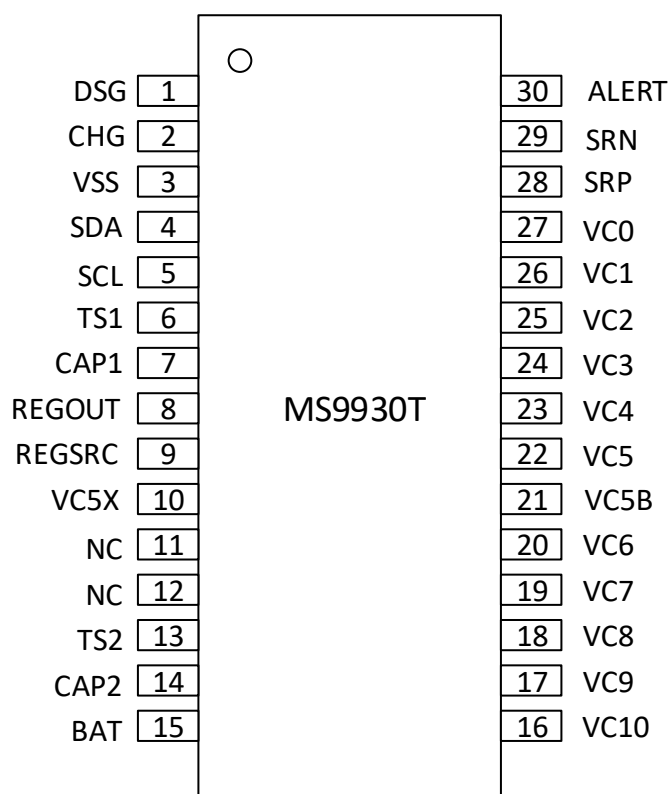 DSG 1 30 ALERT
CHG 2 29 SRN
VSS 3 28 SRP
SDA 4 27 VC0
SCL 5 26 VC1
TS1 6 25 VC2
CAP1 7 24 VC3
REGOUT 8 MS9930T 23 VC4
REGSRC 9 22 VC5
VC5X 10 21 VC5B
NC 11 20 VC6
NC 12 19 VC7
TS2 13 18 VC8
CAP2 14 17 VC9
BAT 15 16 VC10